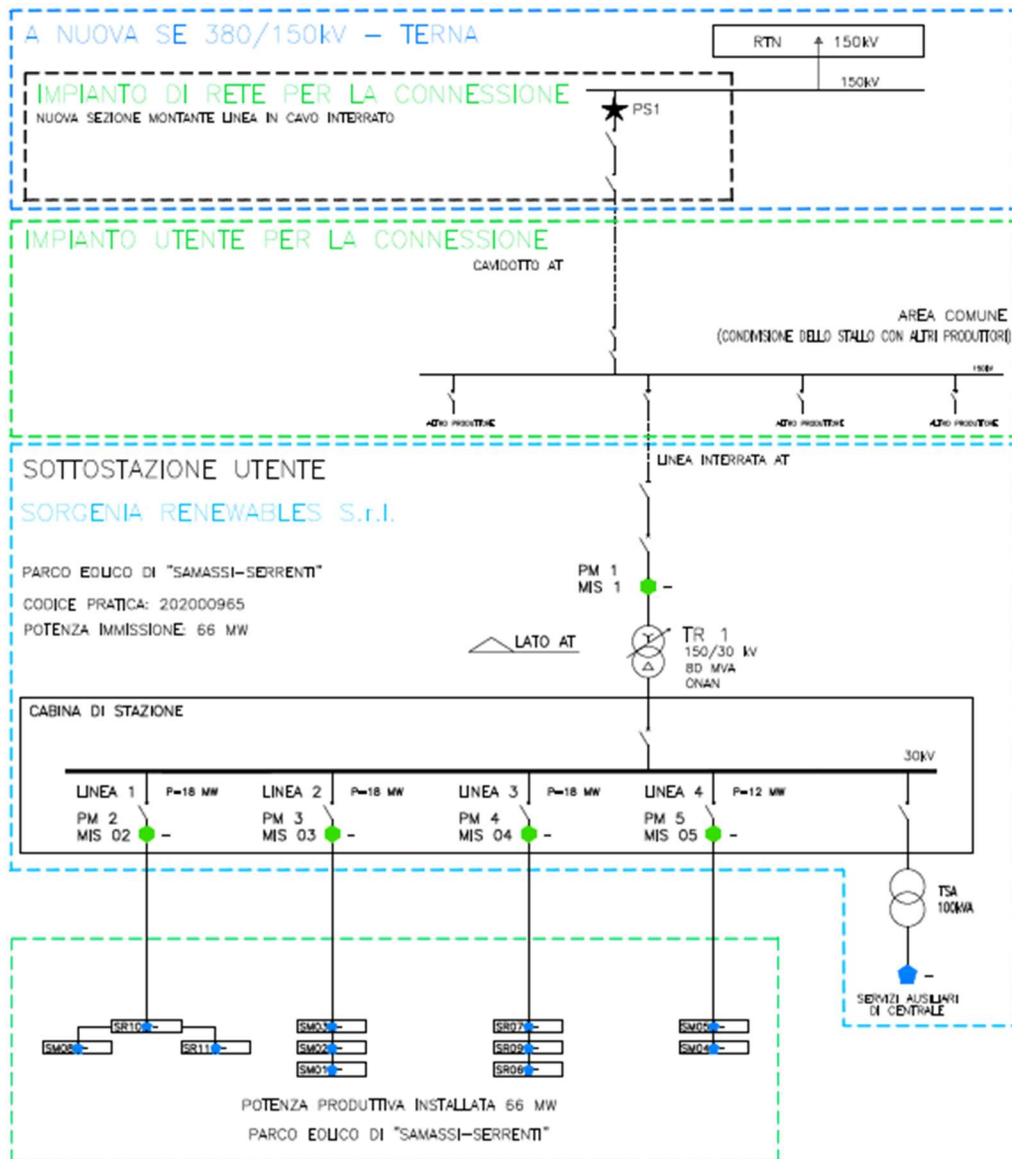 A NUOVA SE 380/150kV – TERNA
RTN 150kV
150kV
IMPIANTO DI RETE PER LA CONNESSIONE
NUOVA SEZIONE MONTANTE LINEA IN CAVO INTERRATO
PS1
IMPIANTO UTENTE PER LA CONNESSIONE
CAVIDOTTO AT
AREA COMUNE
(CONDIVISIONE DELLO STALLO CON ALTRI PRODUTTORI)
150kV
ALTRO PRODUTTORE
ALTRO PRODUTTORE
ALTRO PRODUTTORE
LINEA INTERRATA AT
SOTTOSTAZIONE UTENTE
SORGENIA RENEWABLES S.r.l.
PARCO EOLICO DI "SAMASSI–SERRENTI"
CODICE PRATICA: 202000965
POTENZA IMMISSIONE: 66 MW
PM 1
MIS 1 –
LATO AT
TR 1
150/30 kV
80 MVA
ONAN
CABINA DI STAZIONE
30kV
LINEA 1 P=18 MW
PM 2
MIS 02 –
LINEA 2 P=18 MW
PM 3
MIS 03 –
LINEA 3 P=18 MW
PM 4
MIS 04 –
LINEA 4 P=12 MW
PM 5
MIS 05 –
TSA
100kVA
–
SERVIZI AUSILIARI
DI CENTRALE
SR10 –
SM08 –
SR11 –
SM03 –
SM02 –
SM01 –
SR07 –
SR09 –
SR06 –
SM05 –
SM04 –
POTENZA PRODUTTIVA INSTALLATA 66 MW
PARCO EOLICO DI "SAMASSI–SERRENTI"